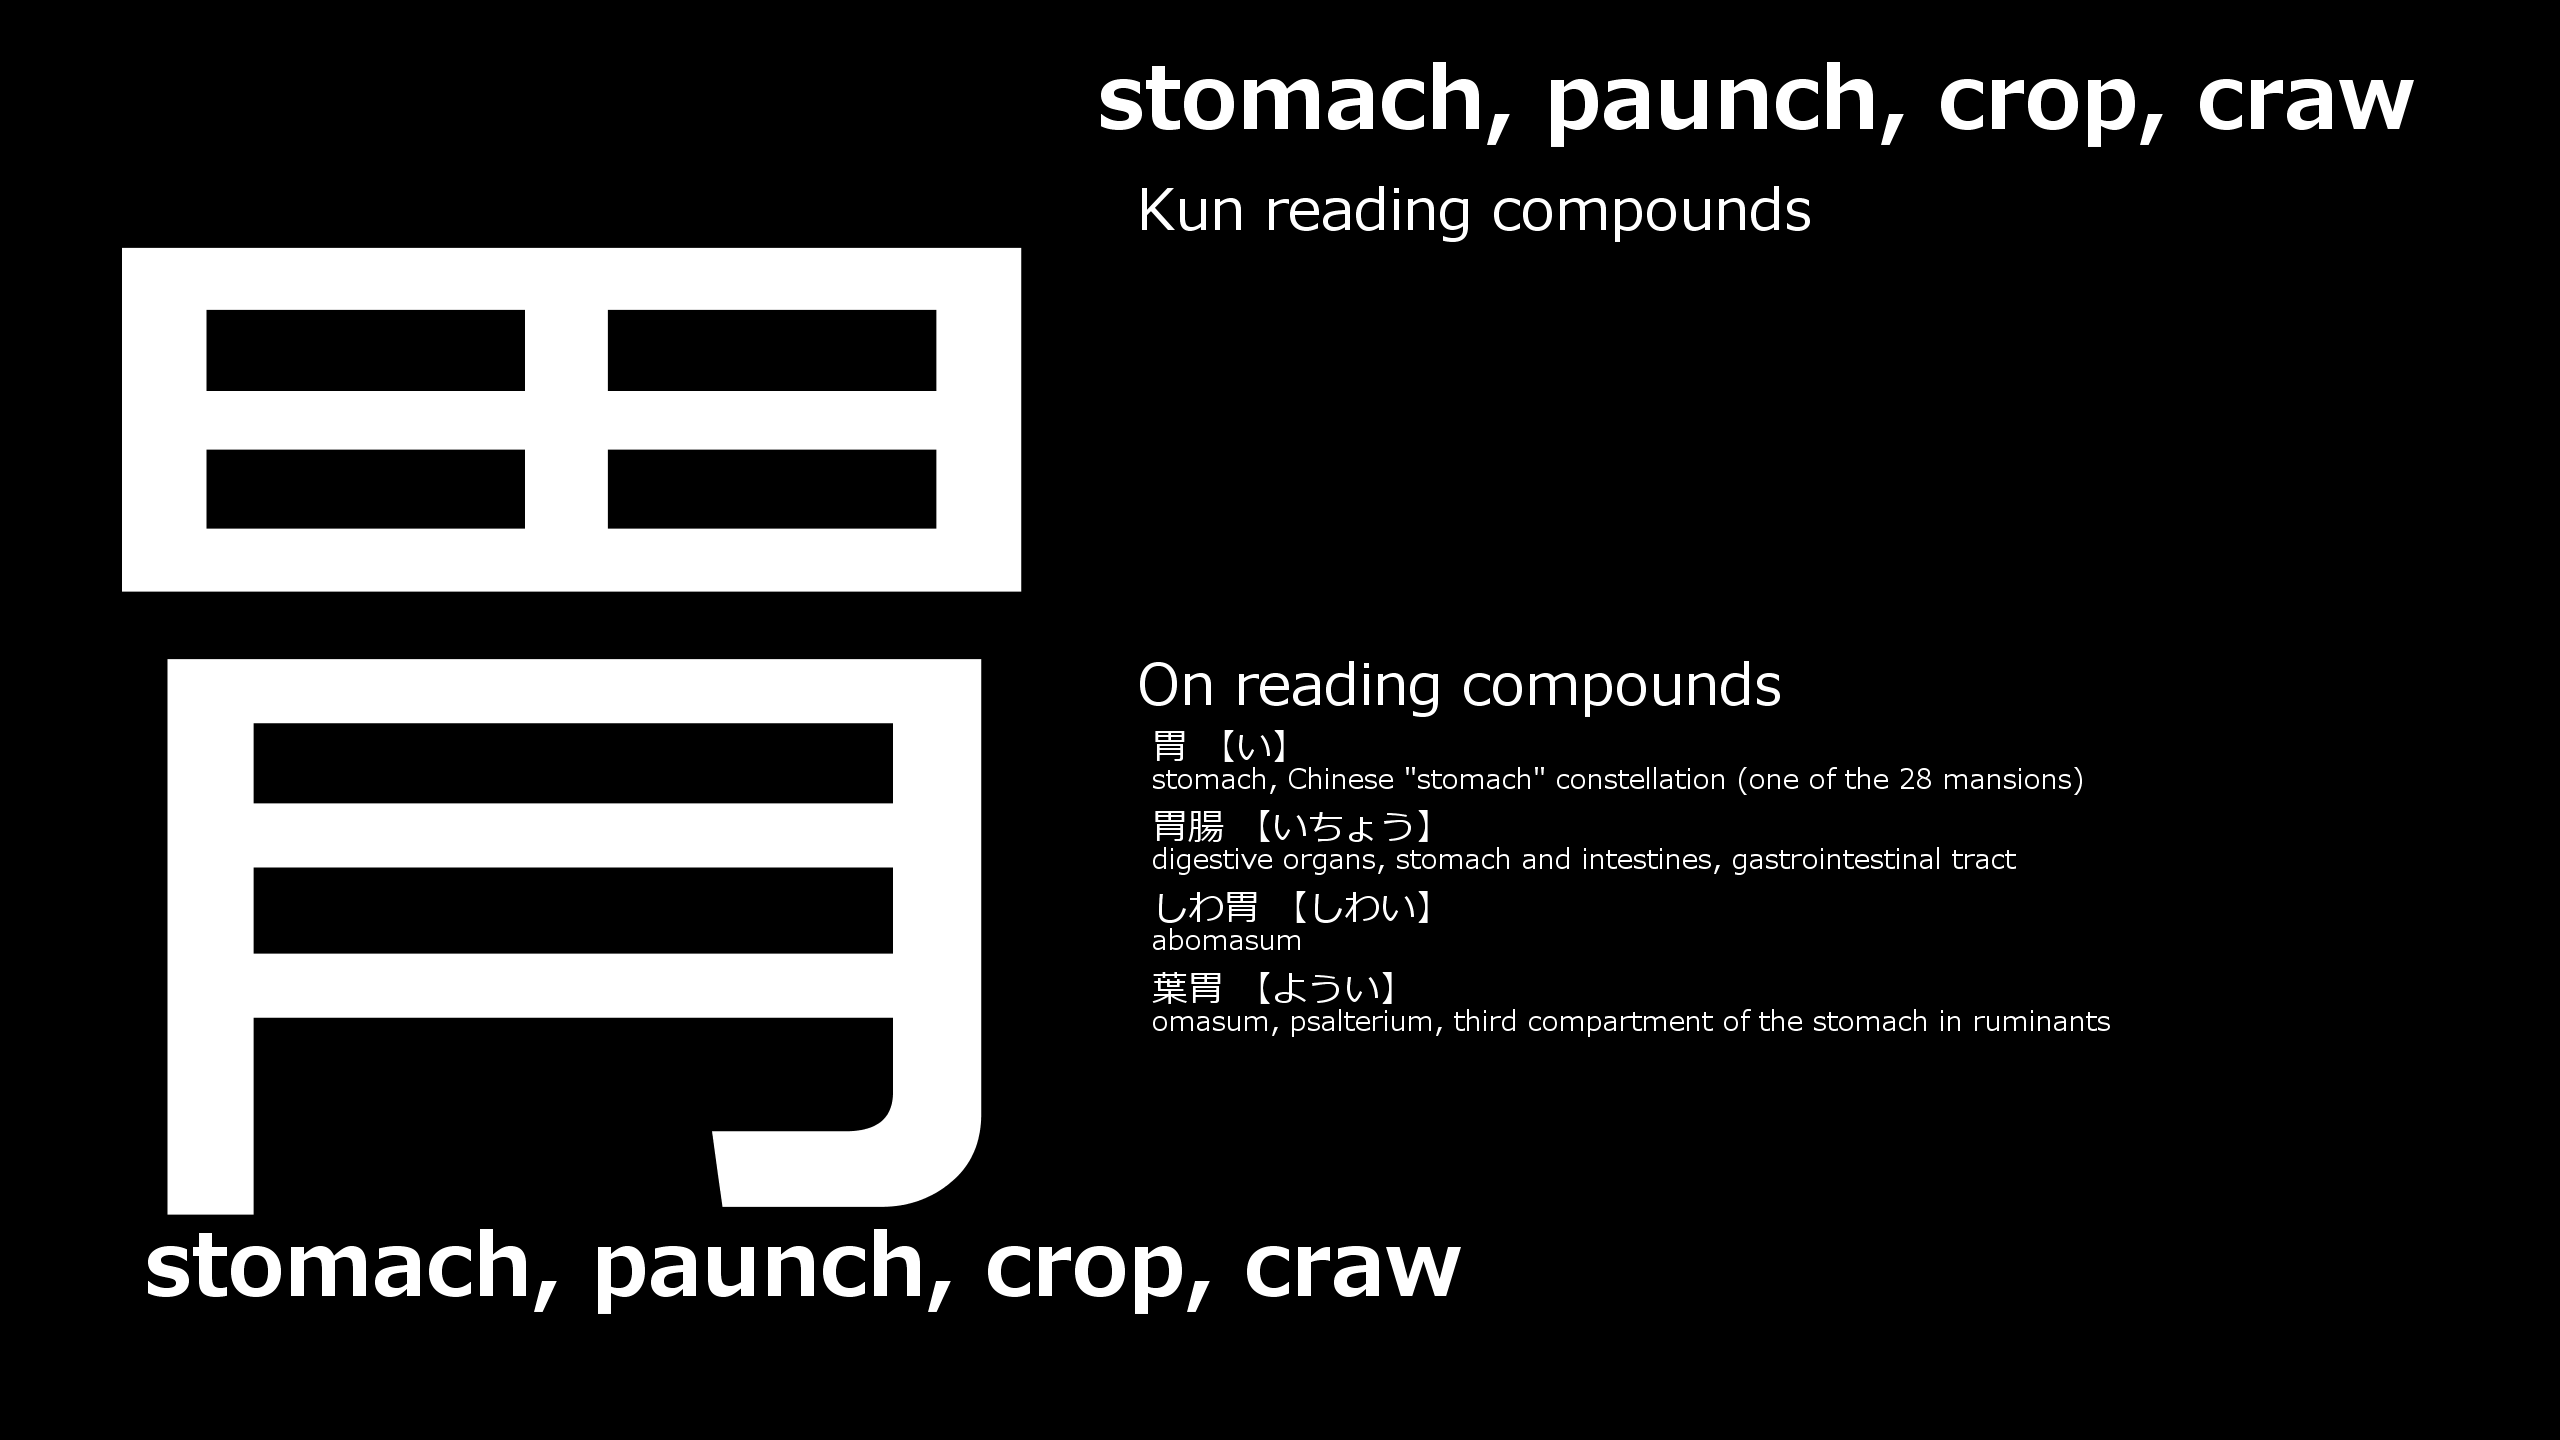 胃
stomach, paunch, crop, craw
Kun reading compounds
On reading compounds
胃 【い】
stomach, Chinese "stomach" constellation (one of the 28 mansions)
胃腸 【いちょう】
digestive organs, stomach and intestines, gastrointestinal tract
しわ胃 【しわい】
abomasum
葉胃 【ようい】
omasum, psalterium, third compartment of the stomach in ruminants
stomach, paunch, crop, craw